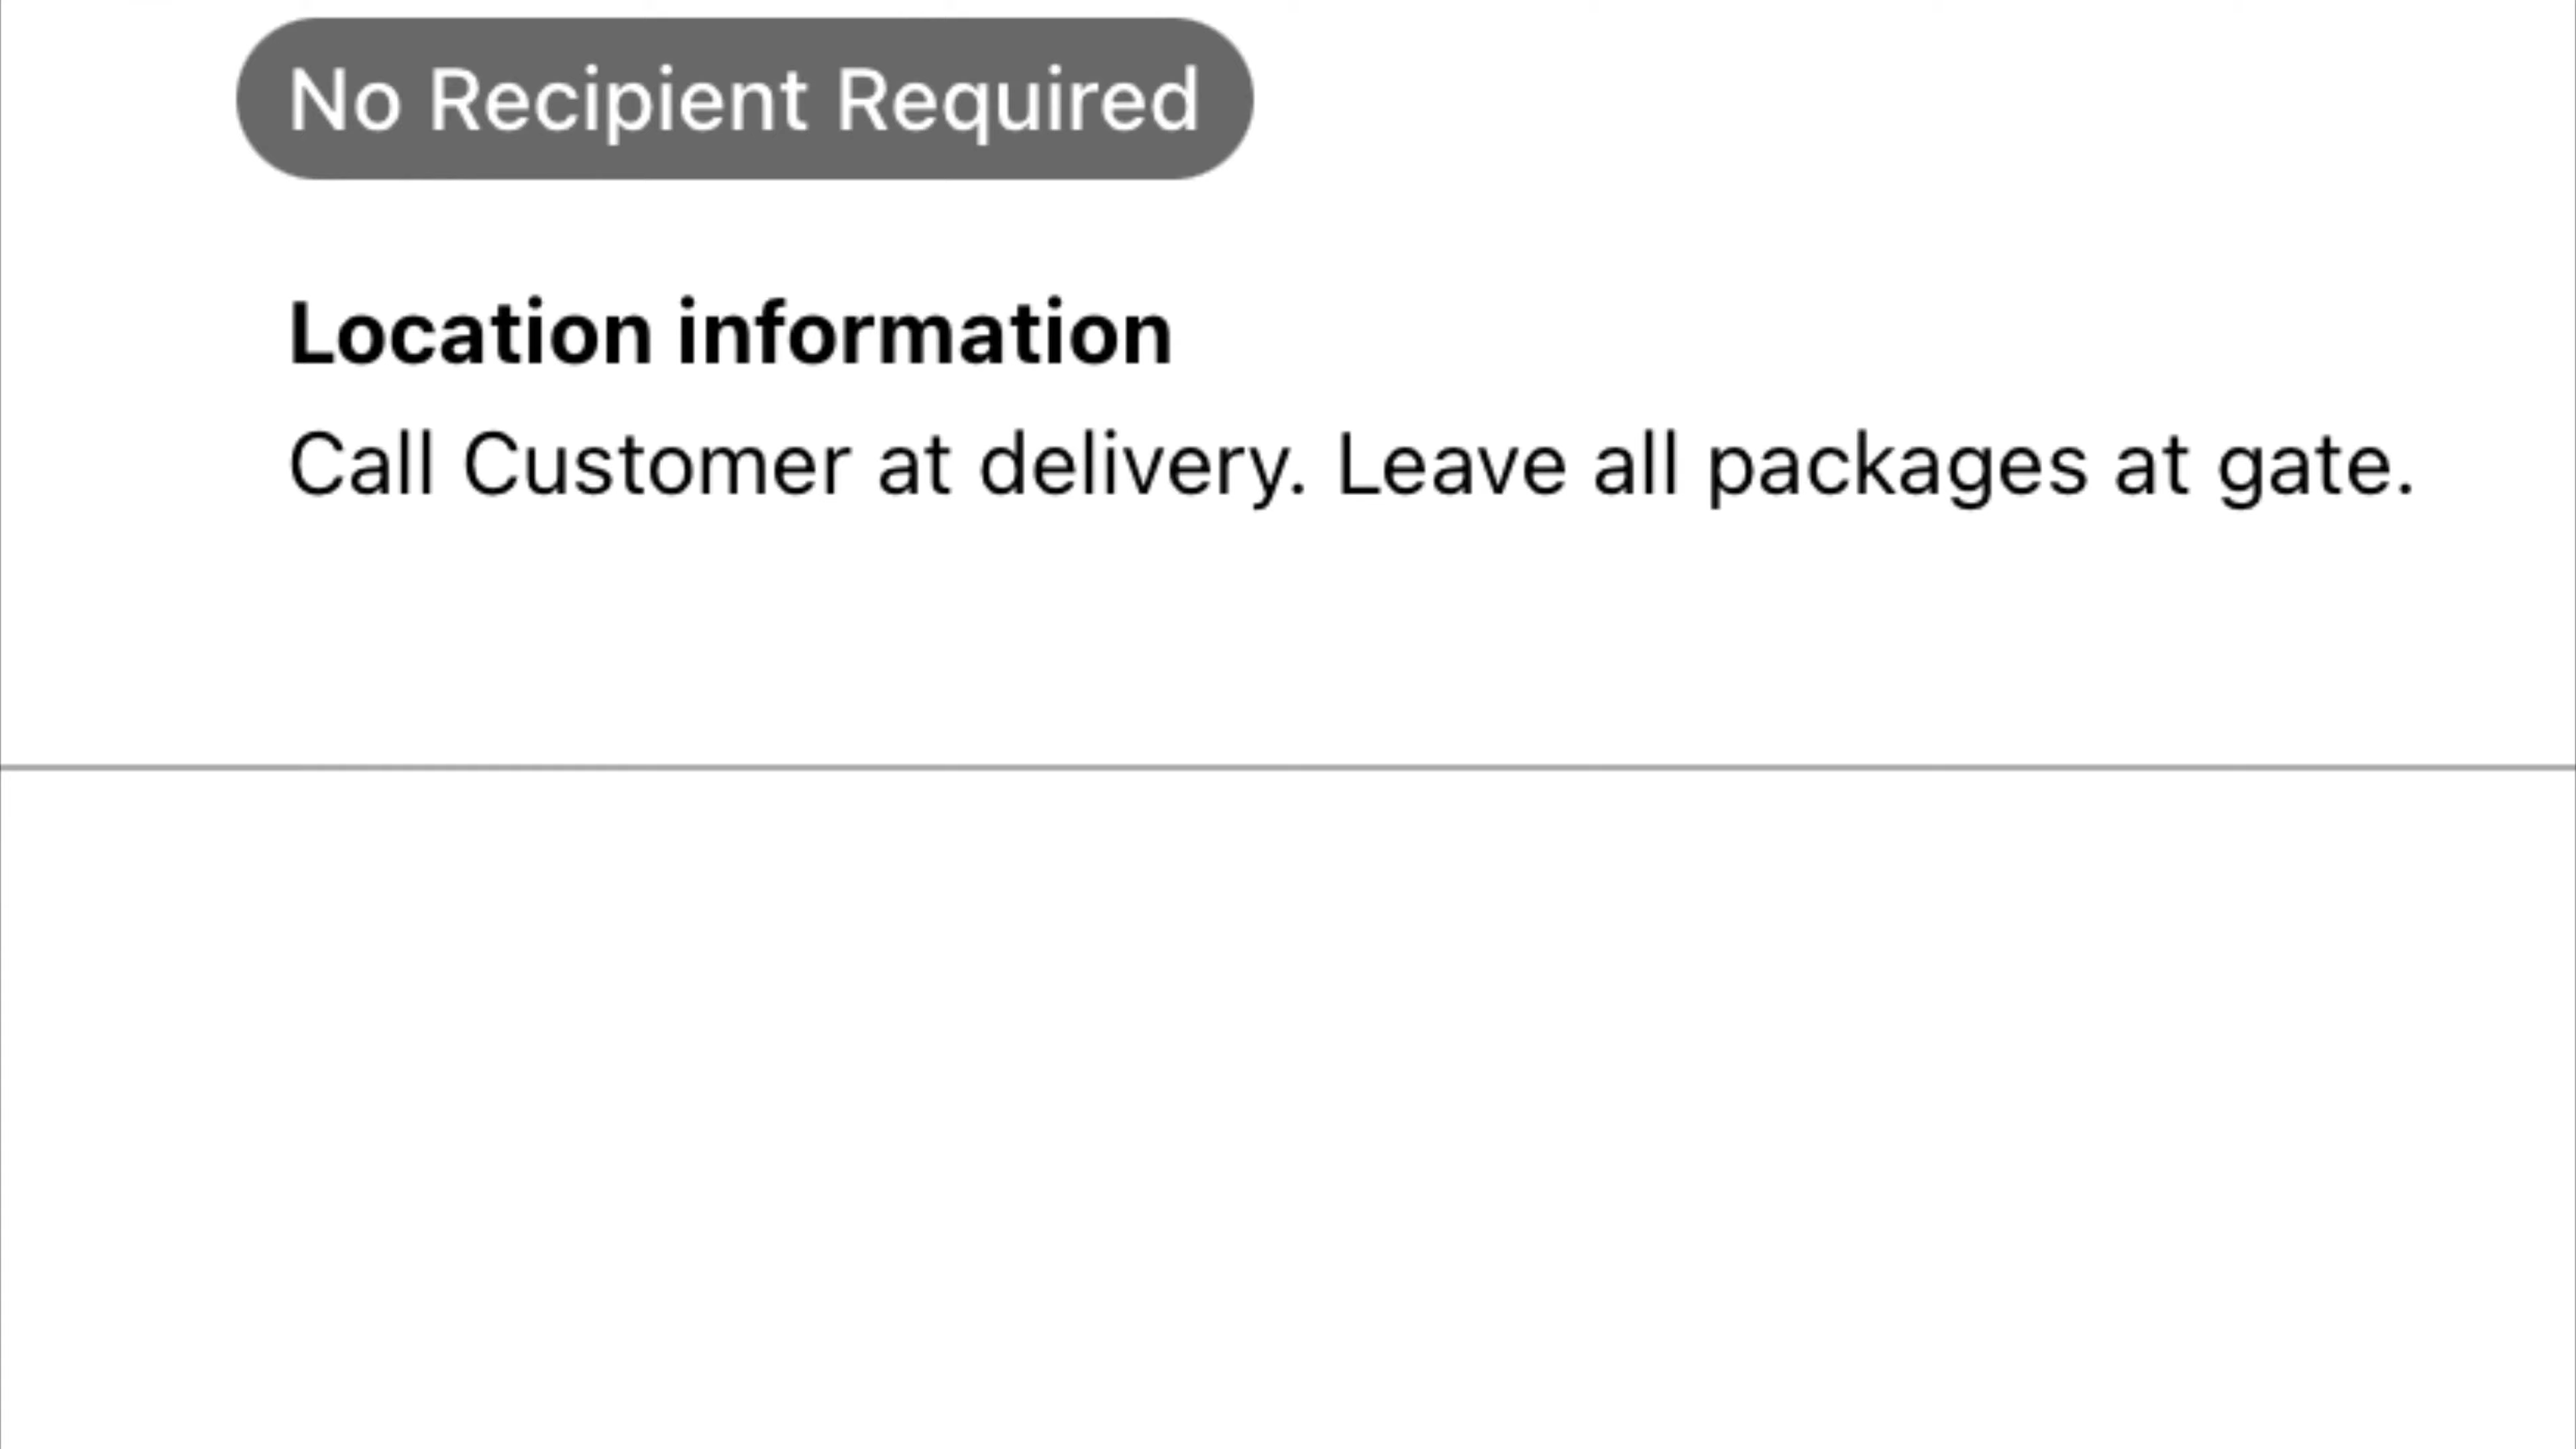 No Recipient Required
Location information
Call Customer at delivery. Leave all packages at gate.